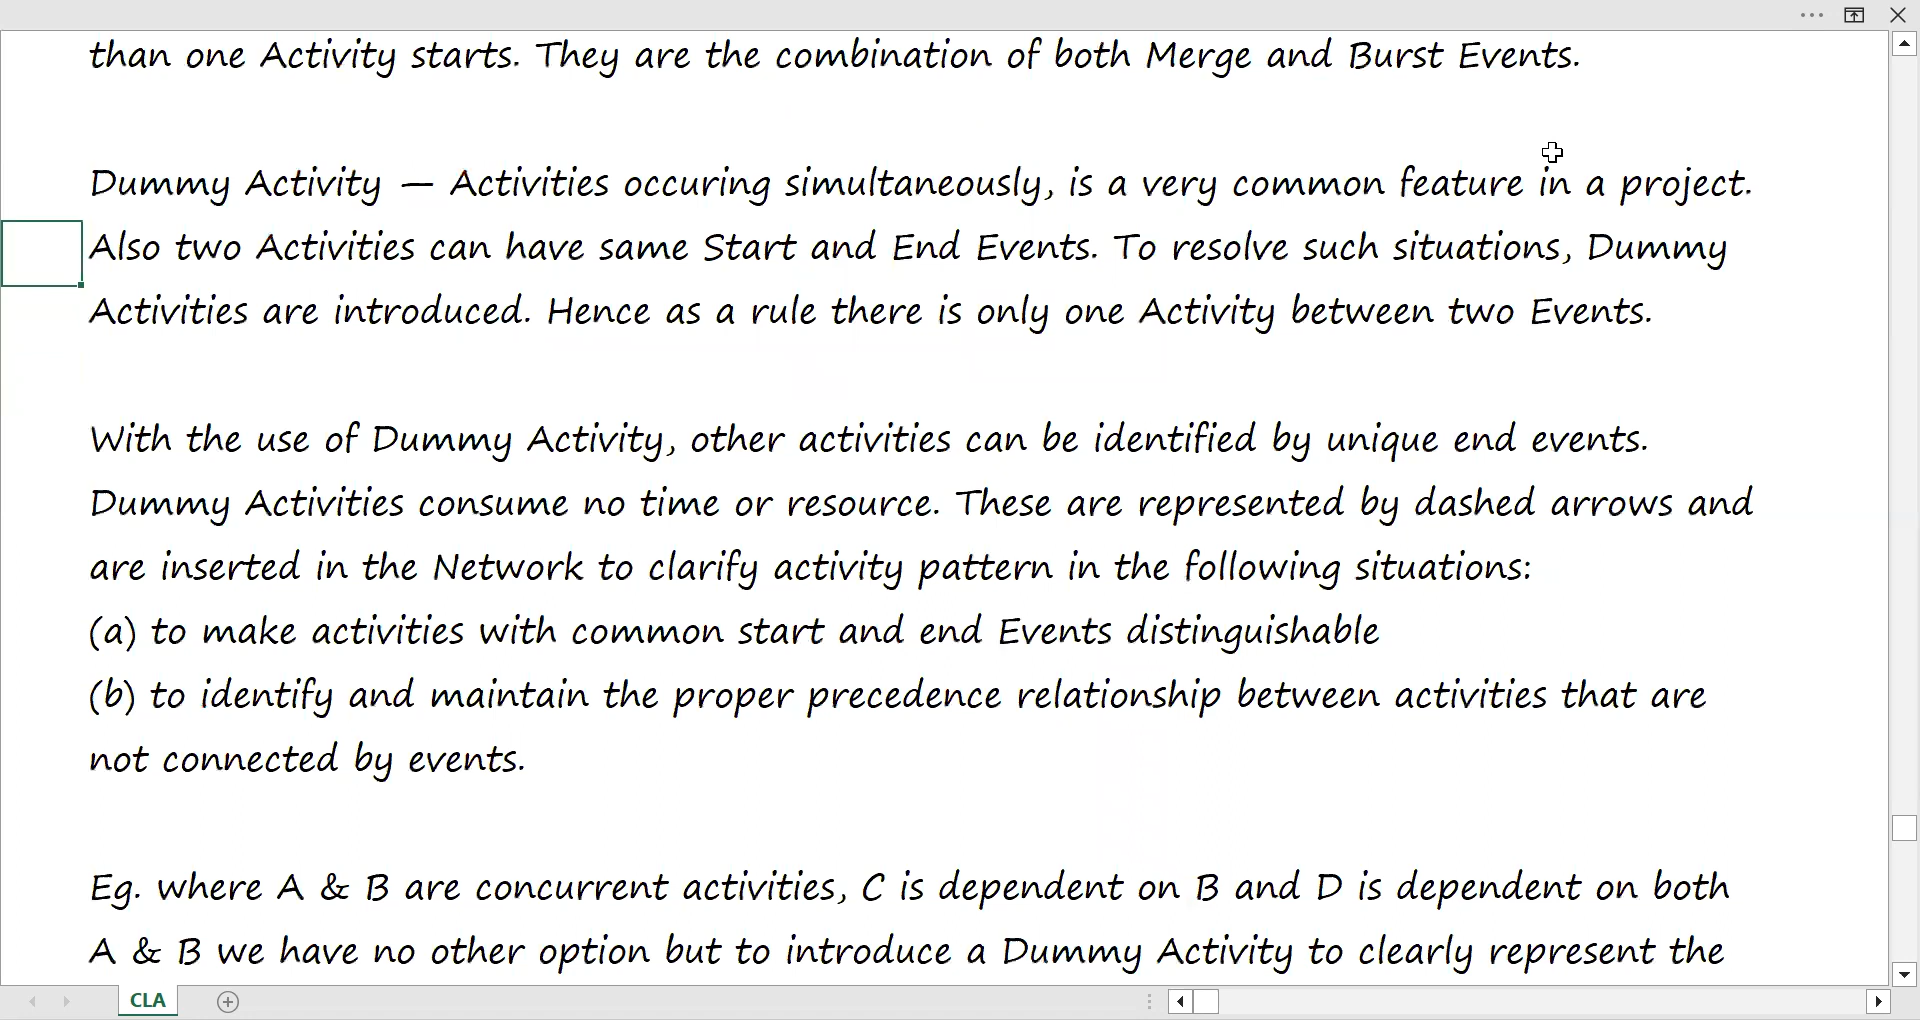 than one Activity starts. They are the combination of both Merge and Burst Events.
Dummy Activity — Activities occuring simultaneously, is a very common feature in a project.
Also two Activities can have same Start and End Events. To resolve such situations, Dummy
Activities are introduced. Hence as a rule there is only one Activity between two Events.
With the use of Dummy Activity, other activities can be identified by unique end events.
Dummy Activities consume no time or resource. These are represented by dashed arrows and
are inserted in the Network to clarify activity pattern in the following situations:
(a) to make activities with common start and end Events distinguishable
(b) to identify and maintain the proper precedence relationship between activities that are
not connected by events.
Eg. where A & B are concurrent activities, C is dependent on B and D is dependent on both
A & B we have no other option but to introduce a Dummy Activity to clearly represent the
CLA